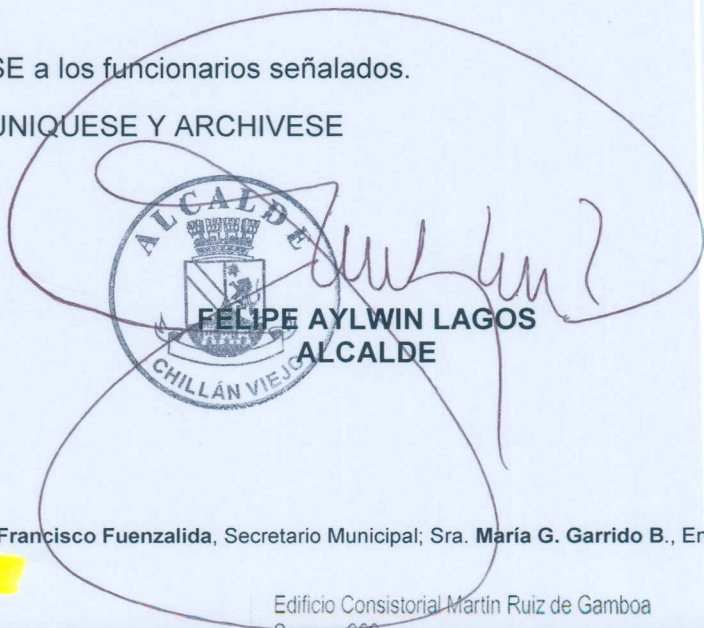 SE a los funcionarios señalados.
UNIQUESE Y ARCHIVESE
ALCALDE
CHILLÁN VIEJO
FELIPE AYLWIN LAGOS
ALCALDE
Francisco Fuenzalida, Secretario Municipal; Sra. María G. Garrido B., En
Edificio Consistorial Martín Ruiz de Gamboa